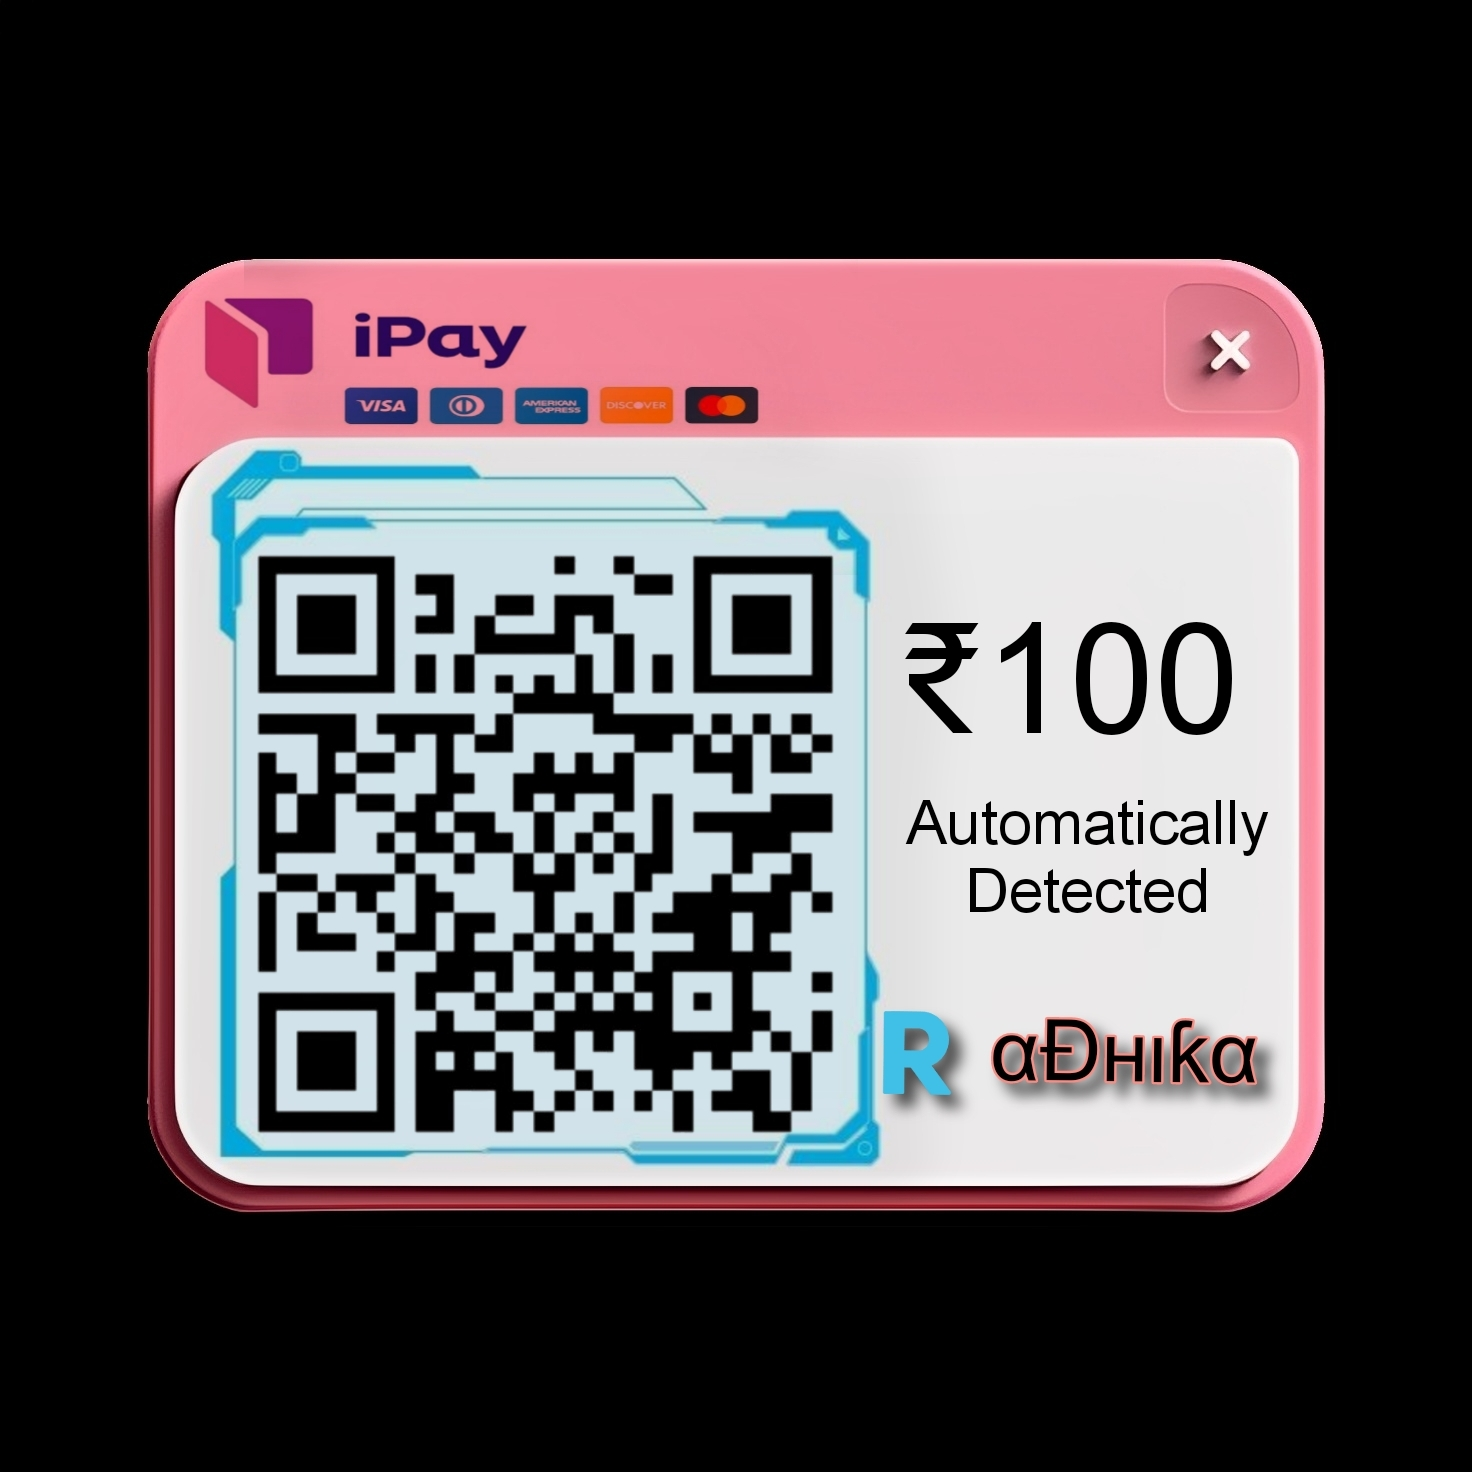 iPay
VISA
AMERICAN
EXPRESS
DISCOVER
₹100
Automatically
Detected
R αĐнιƙα